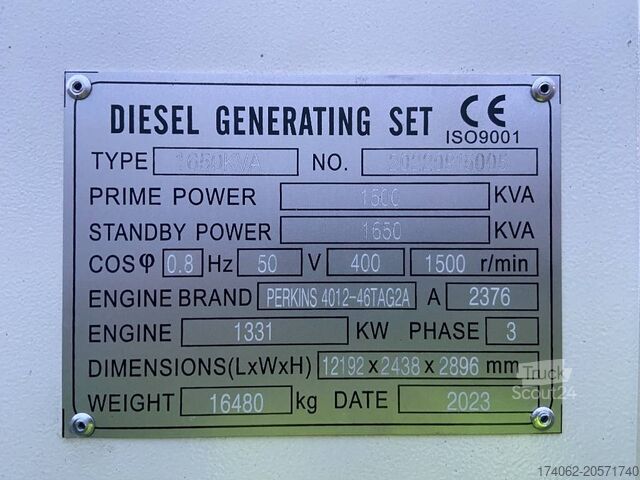 DIESEL GENERATING SET CE
ISO9001
TYPE 1650KVA NO.
PRIME POWER 1500 KVA
STANDBY POWER 1650 KVA
COSφ 0.8 Hz 50 V 400 1500 r/min
ENGINE BRAND PERKINS 4012-46TAG2A A 2376
ENGINE 1331 KW PHASE 3
DIMENSIONS(LxWxH) 12192 x 2438 x 2896 mm
WEIGHT 16480 kg DATE 2023
Truck
Scout24
174062-20571740